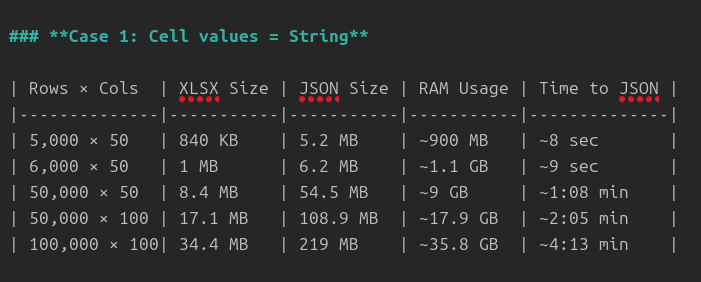 ### **Case 1: Cell values = String**
| Rows × Cols  | XLSX Size | JSON Size | RAM Usage | Time to JSON |
|--------------|-----------|-----------|-----------|--------------|
| 5,000 × 50   | 840 KB    | 5.2 MB    | ~900 MB   | ~8 sec       |
| 6,000 × 50   | 1 MB      | 6.2 MB    | ~1.1 GB   | ~9 sec       |
| 50,000 × 50  | 8.4 MB    | 54.5 MB   | ~9 GB     | ~1:08 min    |
| 50,000 × 100 | 17.1 MB   | 108.9 MB  | ~17.9 GB  | ~2:05 min    |
| 100,000 × 100| 34.4 MB   | 219 MB    | ~35.8 GB  | ~4:13 min    |